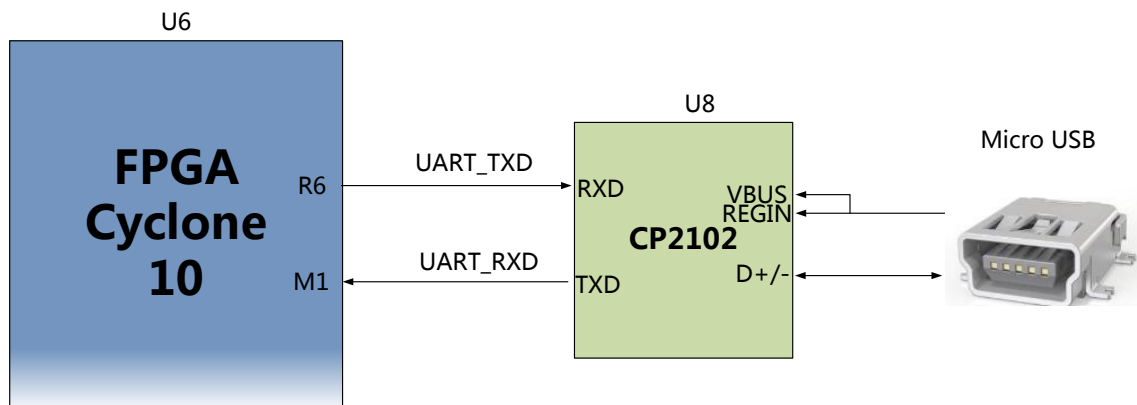 U6
FPGA
Cyclone
10
R6
M1
UART_TXD
UART_RXD
U8
RXD
TXD
CP2102
VBUS
REGIN
D+/-
Micro USB